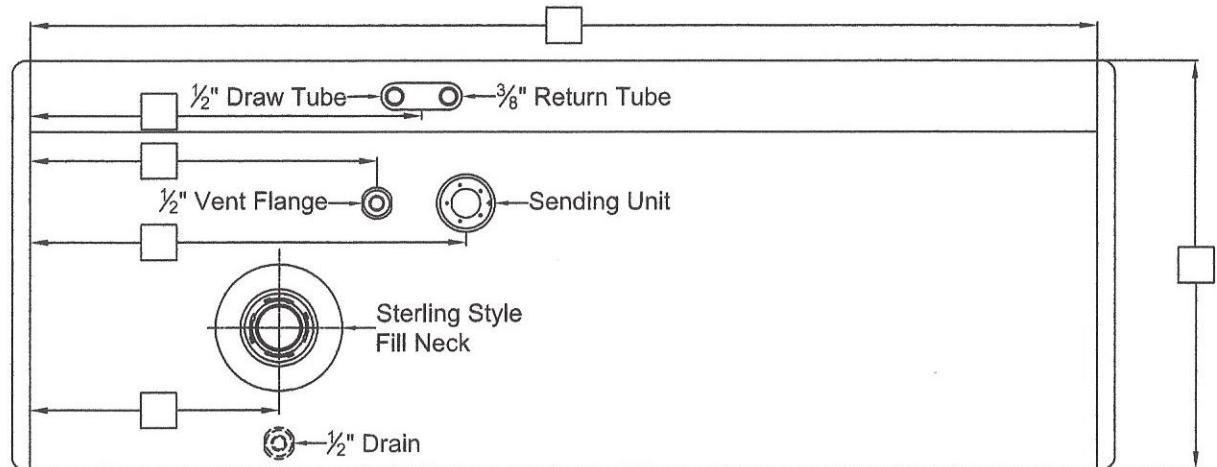 ½" Draw Tube
⅜" Return Tube
½" Vent Flange
Sending Unit
Sterling Style
Fill Neck
½" Drain